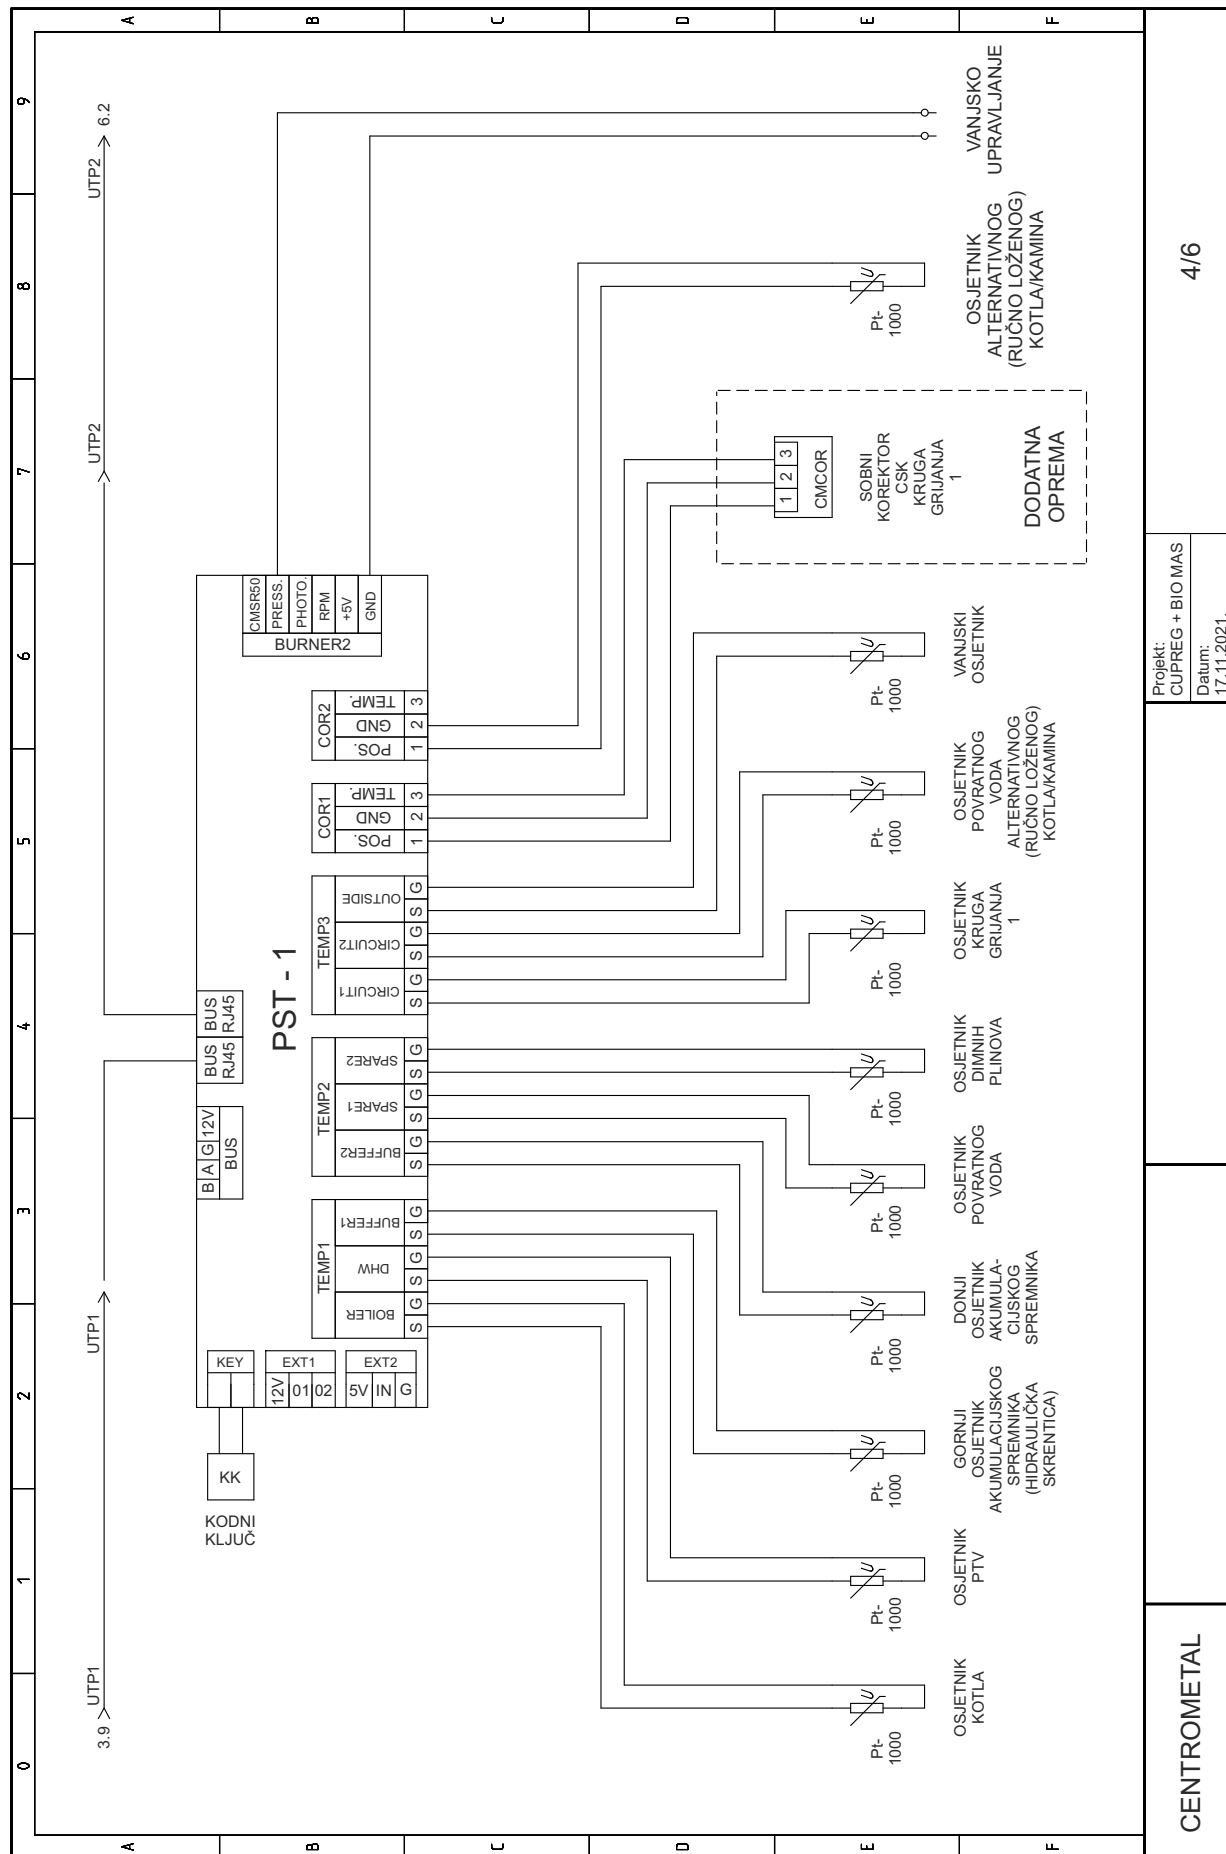 0
1
2
3
4
5
6
7
8
9
A
A
B
B
C
C
D
D
E
E
F
F
3.9
UTP1
UTP1
UTP2
UTP2
6.2
KODNI
KLJUČ
KK
KEY
EXT1
12V
01
02
EXT2
5V
IN
G
B
A
G
12V
BUS
BUS
RJ45
BUS
RJ45
PST - 1
TEMP1
BOILER
DHW
BUFFER1
S
G
S
G
S
G
TEMP2
BUFFER2
SPARE1
SPARE2
S
G
S
G
S
G
TEMP3
CIRCUIT1
CIRCUIT2
OUTSIDE
S
G
S
G
S
G
COR1
POS.
GND
TEMP.
1
2
3
COR2
POS.
GND
TEMP.
1
2
3
BURNER2
CMSR50
PRESS.
PHOTO.
RPM
+5V
GND
Pt-
1000
U
OSJETNIK
KOTLA
Pt-
1000
U
OSJETNIK
PTV
Pt-
1000
U
GORNJI
OSJETNIK
AKUMULACIJSKOG
SPREMNIKA
(HIDRAULIČKA
SKRENTICA)
Pt-
1000
U
DONJI
OSJETNIK
AKUMULA-
CIJSKOG
SPREMNIKA
Pt-
1000
U
OSJETNIK
POVRATNOG
VODA
Pt-
1000
U
OSJETNIK
DIMNIH
PLINOVA
Pt-
1000
U
OSJETNIK
KRUGA
GRIJANJA
1
Pt-
1000
U
OSJETNIK
POVRATNOG
VODA
ALTERNATIVNOG
(RUČNO LOŽENOG)
KOTLA/KAMINA
Pt-
1000
U
VANJSKI
OSJETNIK
1
2
3
CMCOR
SOBNI
KOREKTOR
CSK
KRUGA
GRIJANJA
1
DODATNA
OPREMA
Pt-
1000
U
OSJETNIK
ALTERNATIVNOG
(RUČNO LOŽENOG)
KOTLA/KAMINA
VANJSKO
UPRAVLJANJE
CENTROMETAL
Projekt:
CUPREG + BIO MAS
Datum:
17.11.2021.
4/6